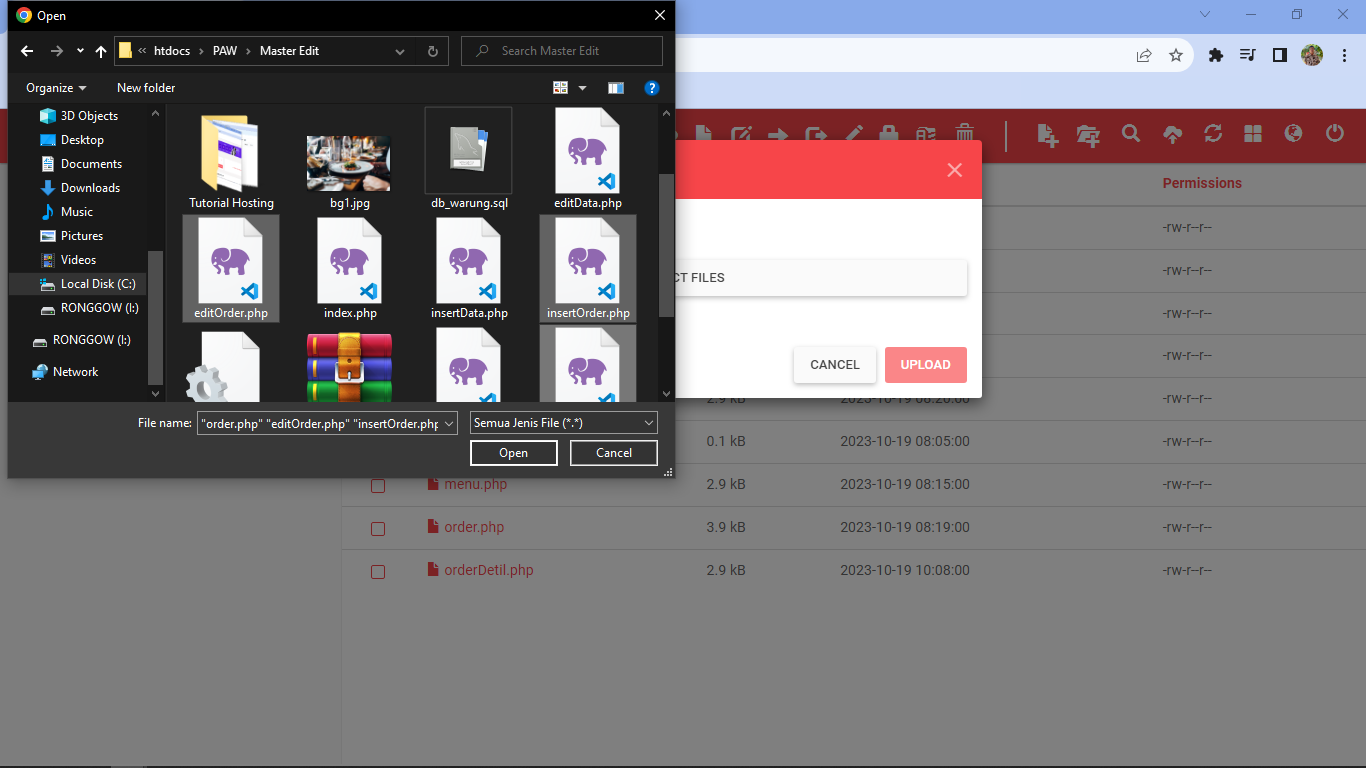 Open
htdocs PAW Master Edit
Search Master Edit
Organize
New folder
3D Objects
Desktop
Documents
Downloads
Music
Pictures
Videos
Local Disk (C:)
RONGGOW (I:)
RONGGOW (I:)
Network
Tutorial Hosting
bg1.jpg
db_warung.sql
editData.php
editOrder.php
index.php
insertData.php
insertOrder.php
File name:
"order.php" "editOrder.php" "insertOrder.php
Semua Jenis File (*.*)
Open
Cancel
CT FILES
CANCEL
UPLOAD
Permissions
-rw-r--r--
-rw-r--r--
-rw-r--r--
-rw-r--r--
2.9 kB 2023-10-19 08:20:00 -rw-r--r--
0.1 kB 2023-10-19 08:05:00 -rw-r--r--
menu.php 2.9 kB 2023-10-19 08:15:00 -rw-r--r--
order.php 3.9 kB 2023-10-19 08:19:00 -rw-r--r--
orderDetil.php 2.9 kB 2023-10-19 10:08:00 -rw-r--r--